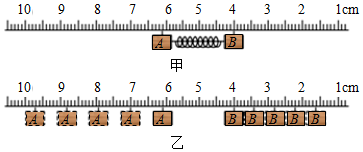 10 9 8 7 6 5 4 3 2 1cm
A B
甲
10 9 8 7 6 5 4 3 2 1cm
A A A A A B B B B B
乙